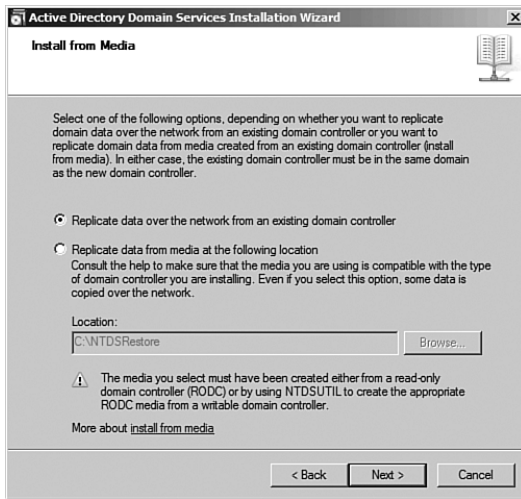 Active Directory Domain Services Installation Wizard
Install from Media
Select one of the following options, depending on whether you want to replicate
domain data over the network from an existing domain controller or you want to
replicate domain data from media created from an existing domain controller (install
from media). In either case, the existing domain controller must be in the same domain
as the new domain controller.
Replicate data over the network from an existing domain controller
Replicate data from media at the following location
Consult the help to make sure that the media you are using is compatible with the type
of domain controller you are installing. Even if you select this option, some data is
copied over the network.
Location:
C:\NTDSRestore
Browse...
The media you select must have been created either from a read-only
domain controller (RODC) or by using NTDSUTIL to create the appropriate
RODC media from a writable domain controller.
More about install from media
< Back
Next >
Cancel